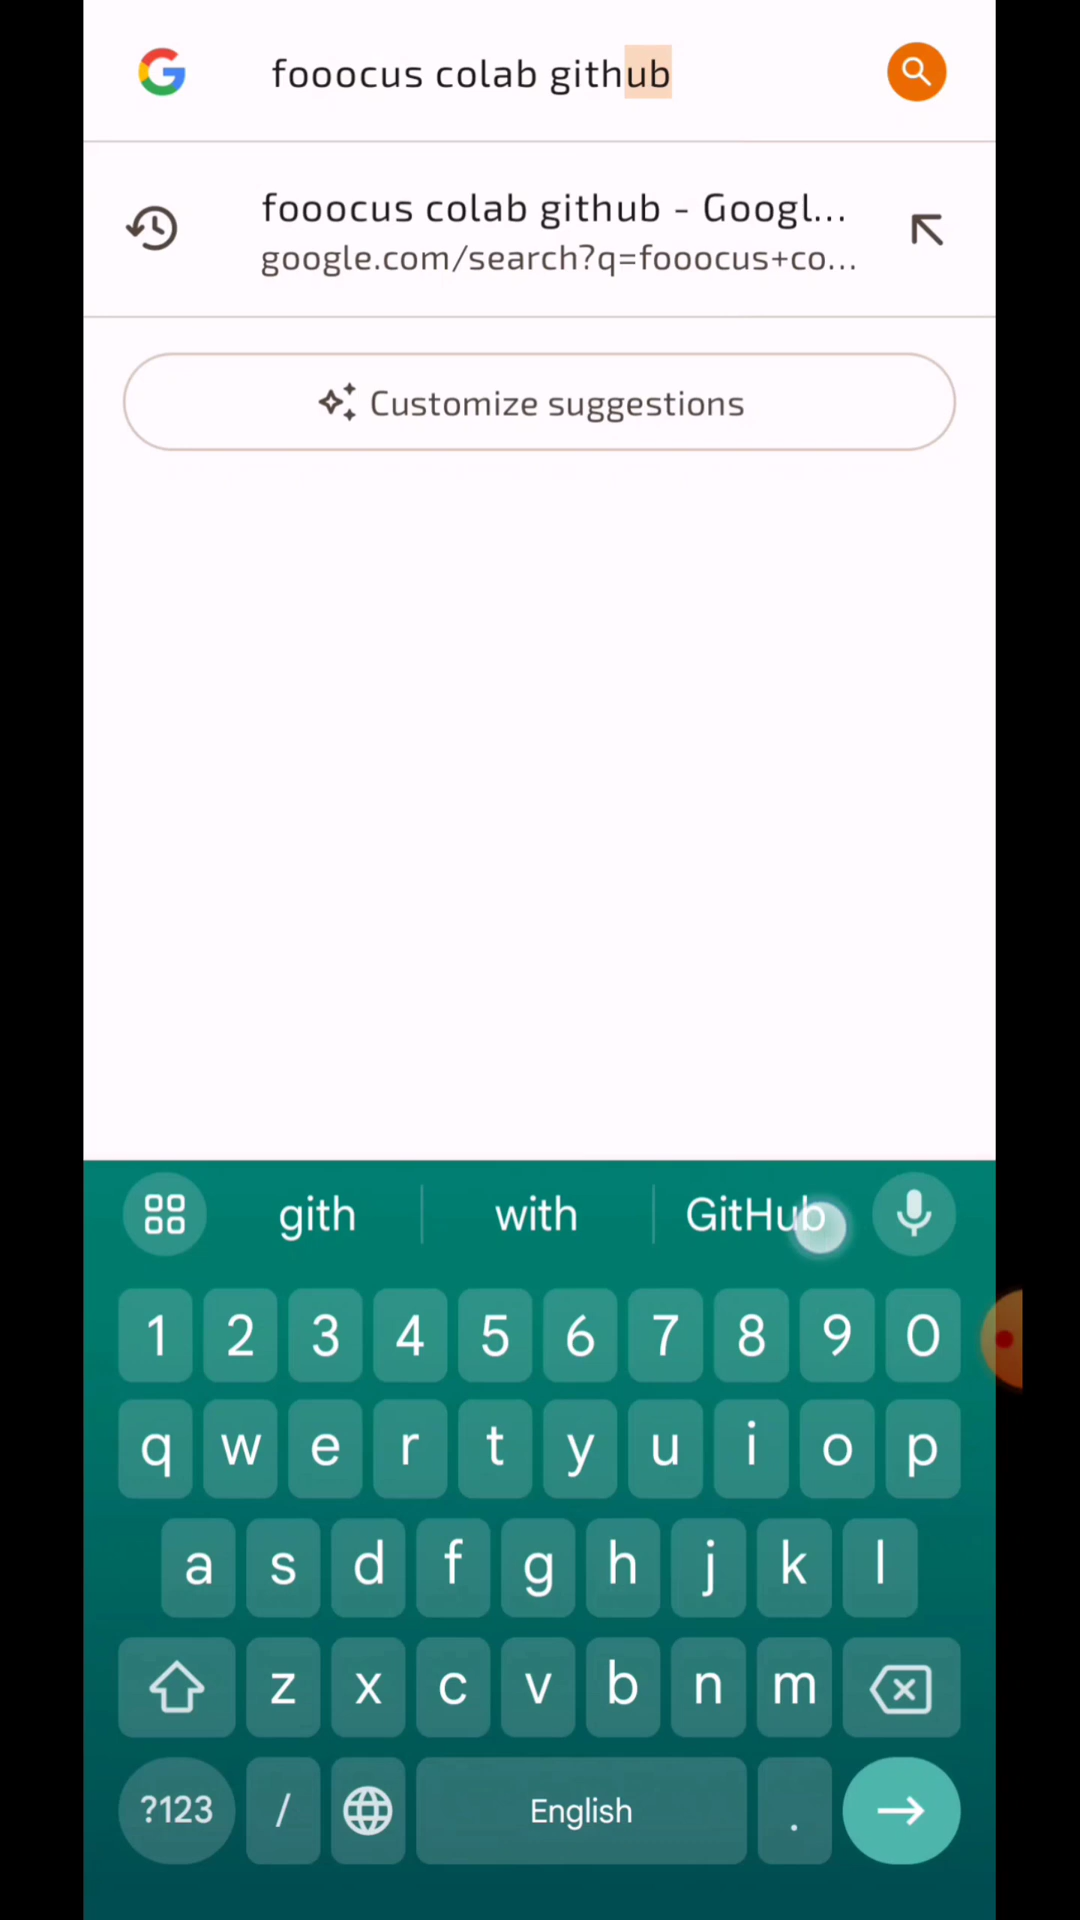 fooocus colab github
fooocus colab github - Googl...
google.com/search?q=fooocus+co...
Customize suggestions
gith with GitHub
1 2 3 4 5 6 7 8 9 0
q w e r t y u i o p
a s d f g h j k l
z x c v b n m
?123 / English .